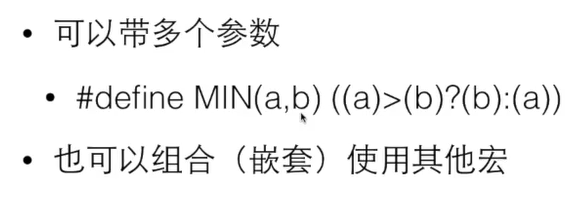 • 可以带多个参数
• #define MIN(a,b) ((a)>(b)?(b):(a))
• 也可以组合（嵌套）使用其他宏